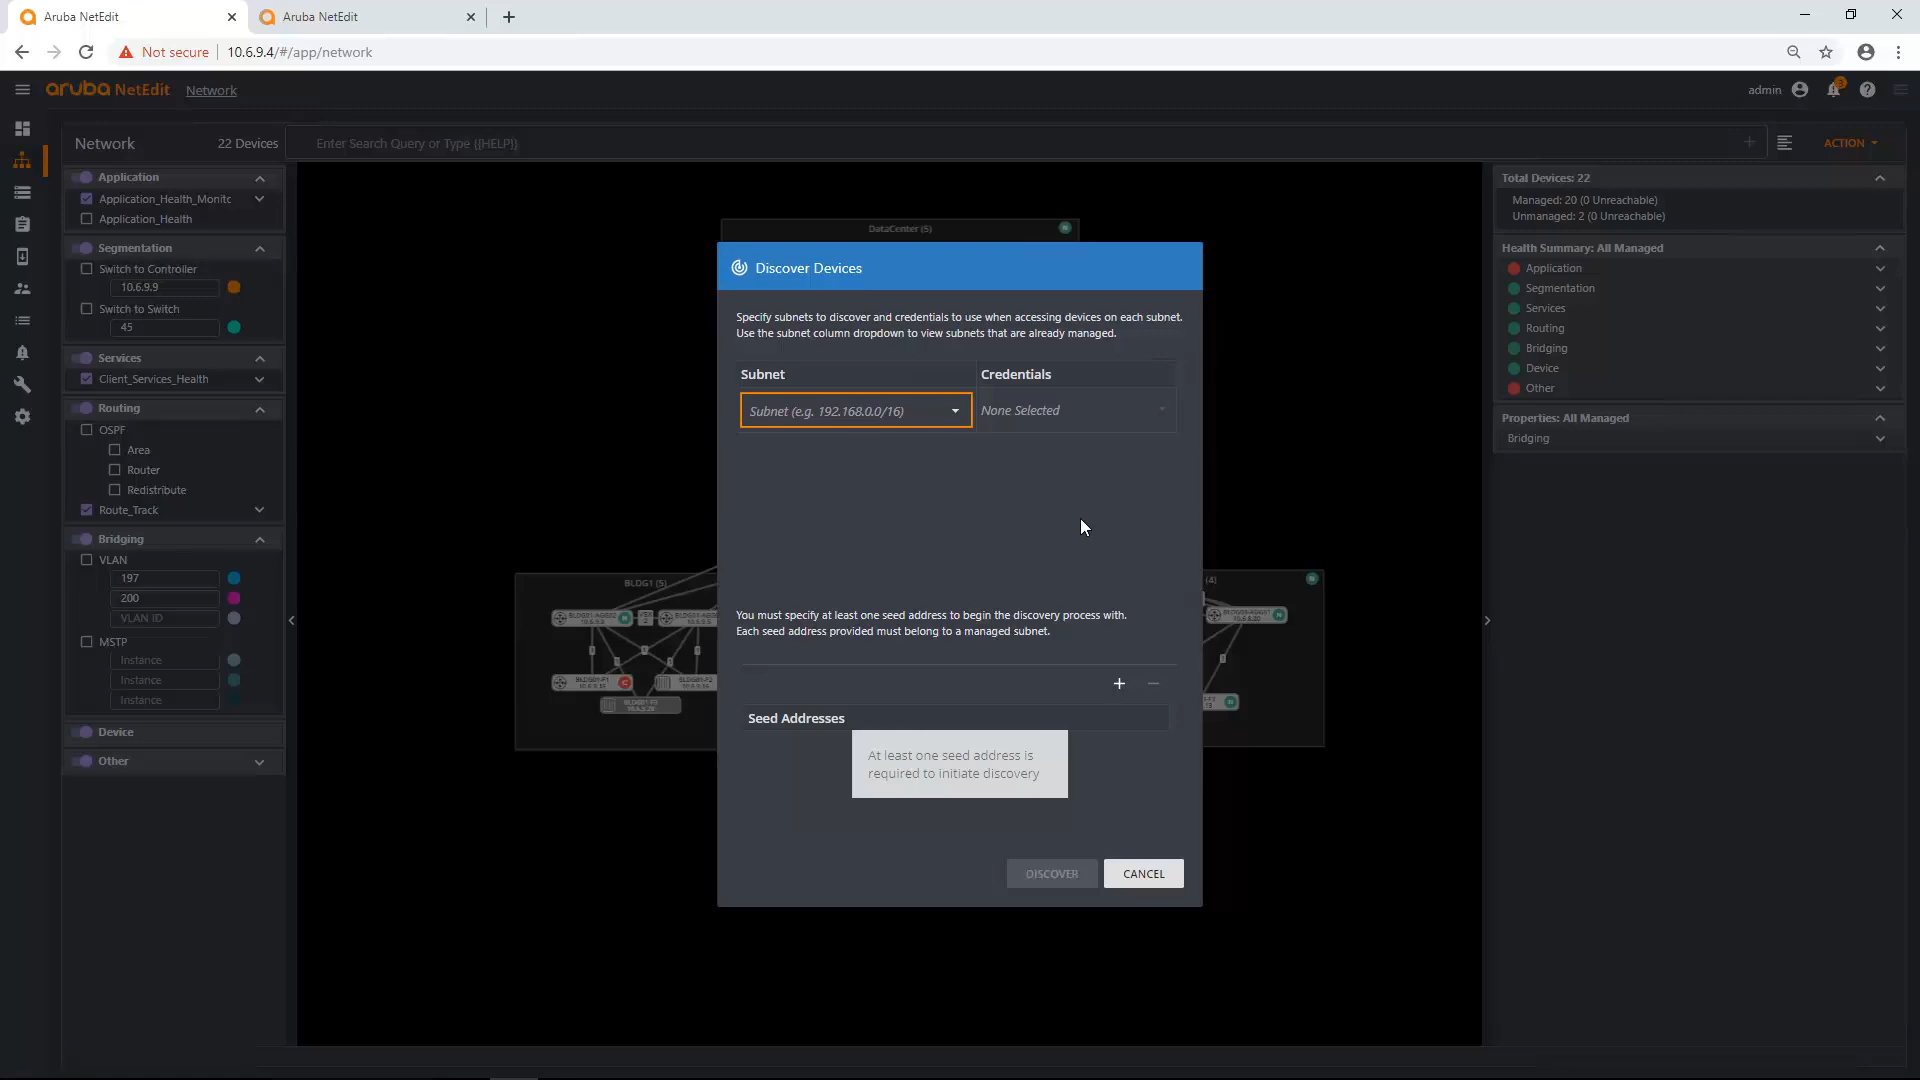 Aruba NetEdit
Aruba NetEdit
Not secure
10.6.9.4/#/app/network
aruba NetEdit
Network
admin
3
Network
22 Devices
Enter Search Query or Type {[HELP]}
ACTION
Application
Application_Health_Monitc
Application_Health
Segmentation
Switch to Controller
10.6.9.9
Switch to Switch
45
Services
Client_Services_Health
Routing
OSPF
Area
Router
Redistribute
Route_Track
Bridging
VLAN
197
200
VLAN ID
MSTP
Instance
Instance
Instance
Device
Other
DataCenter (5)
BLDG1 (5)
(4)
Discover Devices
Specify subnets to discover and credentials to use when accessing devices on each subnet.
Use the subnet column dropdown to view subnets that are already managed.
Subnet
Credentials
Subnet (e.g. 192.168.0.0/16)
None Selected
You must specify at least one seed address to begin the discovery process with.
Each seed address provided must belong to a managed subnet.
Seed Addresses
At least one seed address is
required to initiate discovery
DISCOVER
CANCEL
Total Devices: 22
Managed: 20 (0 Unreachable)
Unmanaged: 2 (0 Unreachable)
Health Summary: All Managed
Application
Segmentation
Services
Routing
Bridging
Device
Other
Properties: All Managed
Bridging